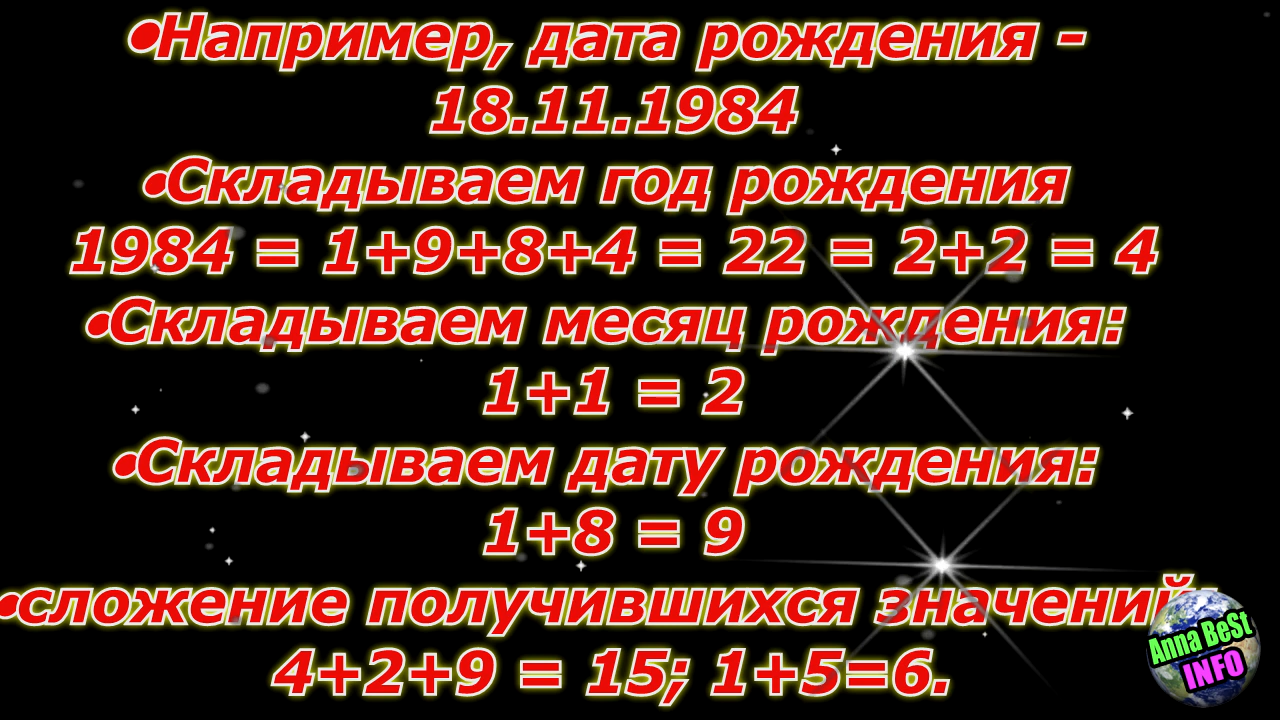 •Например, дата рождения -
18.11.1984
•Складываем год рождения
1984 = 1+9+8+4 = 22 = 2+2 = 4
•Складываем месяц рождения:
1+1 = 2
•Складываем дату рождения:
1+8 = 9
•сложение получившихся значений
4+2+9 = 15; 1+5=6.
Anna BeSt
INFO